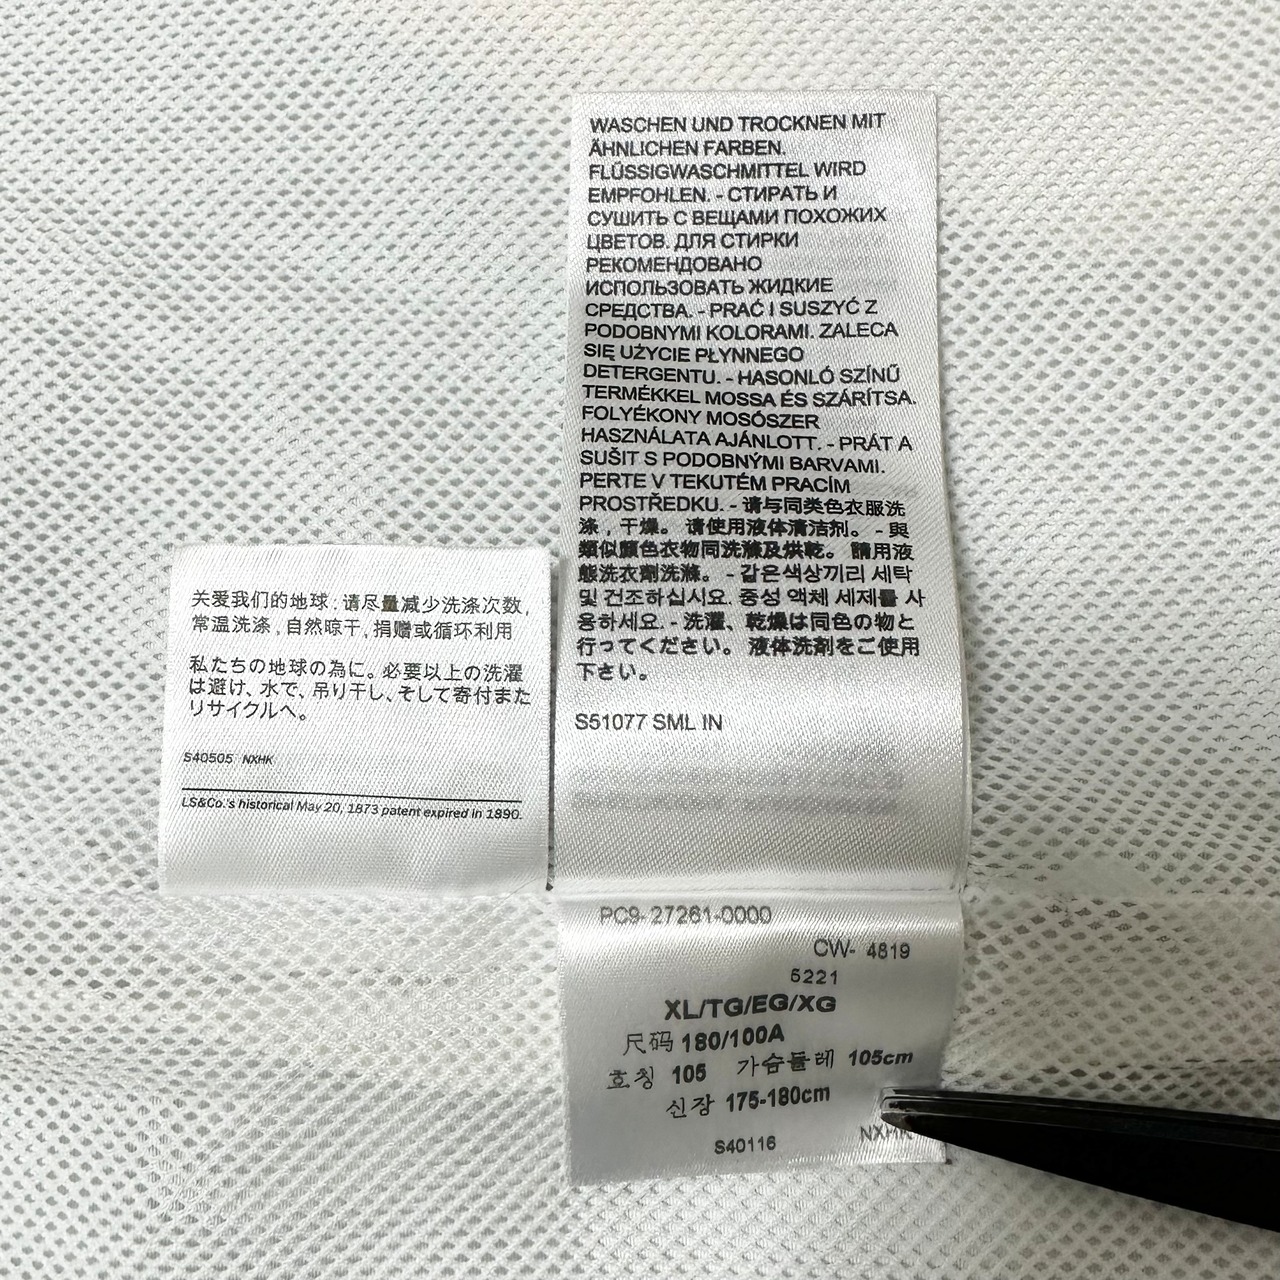 WASCHEN UND TROCKNEN MIT
ÄHNLICHEN FARBEN.
FLÜSSIGWASCHMITTEL WIRD
EMPFOHLEN. - СТИРАТЬ И
СУШИТЬ С ВЕЩАМИ ПОХОЖИХ
ЦВЕТОВ. ДЛЯ СТИРКИ
РЕКОМЕНДОВАНО
ИСПОЛЬЗОВАТЬ ЖИДКИЕ
СРЕДСТВА. - PRAĆ I SUSZYĆ Z
PODOBNYMI KOLORAMI. ZALECA
SIĘ UŻYCIE PŁYNNEGO
DETERGENTU. - HASONLÓ SZÍNŰ
TERMÉKKEL MOSSA ÉS SZÁRÍTSA.
FOLYÉKONY MOSÓSZER
HASZNÁLATA AJÁNLOTT. - PRÁT A
SUŠIT S PODOBNÝMI BARVAMI.
PERTE V TEKUTÉM PRACÍM
PROSTŘEDKU. - 请与同类色衣服洗
涤，干燥。 请使用液体清洁剂。 - 與
類似顏色衣物同洗滌及烘乾。 請用液
態洗衣劑洗滌。 - 같은색상끼리 세탁
및 건조하십시요. 중성 액체 세제를 사
용하세요. - 洗濯、乾燥は同色の物と
行ってください。 液体洗剤をご使用
下さい。
S51077 SML IN
关爱我们的地球：请尽量减少洗涤次数，
常温洗涤，自然晾干，捐赠或循环利用
私たちの地球の為に。必要以上の洗濯
は避け、水で、吊り干し、そして寄付また
リサイクルへ。
S40505 NXHK
LS&Co.'s historical May 20, 1873 patent expired in 1890.
PC9-27261-0000
CW- 4819
5221
XL/TG/EG/XG
尺码 180/100A
호칭 105 가슴둘레 105cm
신장 175-180cm
S40116 NXHK